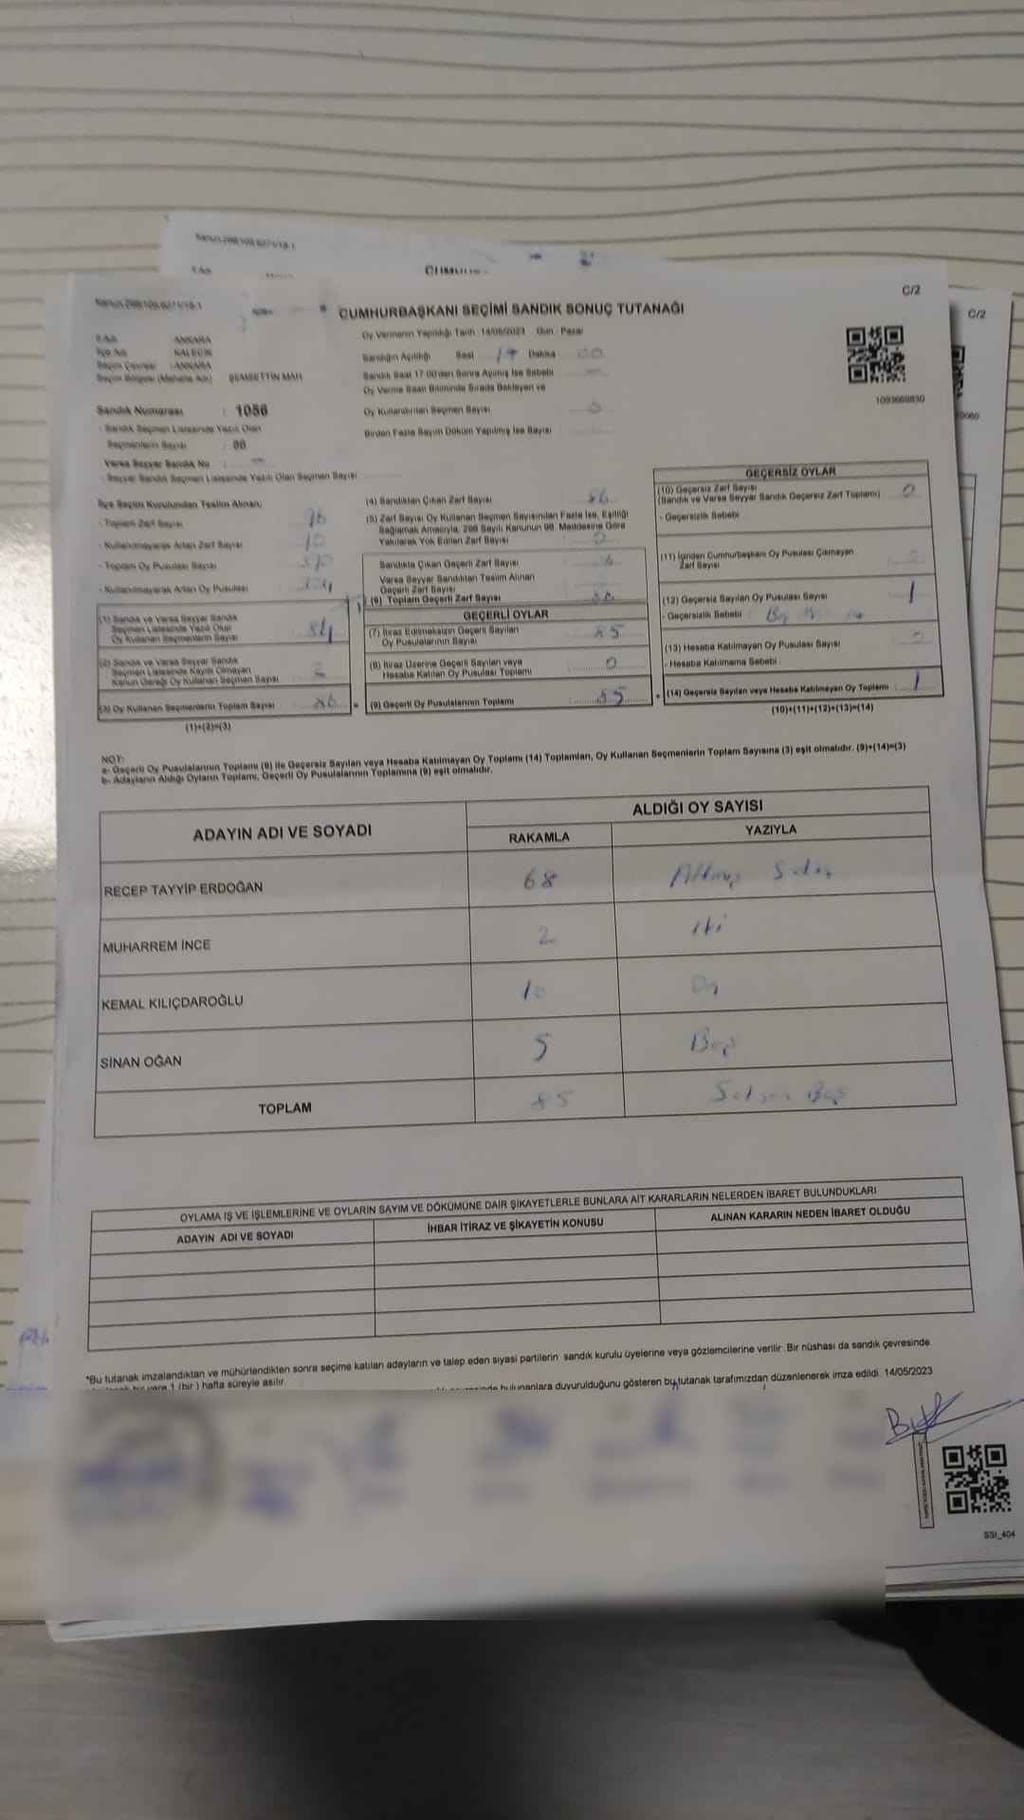 C/2
C/2
CUMHURBAŞKANI SEÇİMİ SANDIK SONUÇ TUTANAĞI
Oy Vermenin Yapıldığı Tarih 14/05/2023 Gün Pazar
İl Adı ANKARA
İlçe Adı KALECİK
Seçim Çevresi ANKARA
Seçim Bölgesi (Mahalle Adı) ŞEMSETTİN MAH
Sandığın Açıldığı Saat 17 Dakika 00
Sandık Saat 17:00'den Sonra Açılmış İse Sebebi
Oy Verme Saati Bitiminde Sırada Bekleyen ve
Oy Kullandırılan Seçmen Sayısı 0
Birden Fazla Sayım Döküm Yapılmış İse Sayısı
1093669830
Sandık Numarası : 1056
- Sandık Seçmen Listesinde Yazılı Olan
Seçmenlerin Sayısı
Varsa Seyyar Sandık No
- Seyyar Sandık Seçmen Listesinde Yazılı Olan Seçmen Sayısı
İlçe Seçim Kurulundan Teslim Alınan;
- Toplam Zarf Sayısı
- Kullanılmayarak Artan Zarf Sayısı 10
- Toplam Oy Pusulası Sayısı
- Kullanılmayarak Artan Oy Pusulası
(1) Sandık ve Varsa Seyyar Sandık
Seçmen Listesinde Yazılı Olup
Oy Kullanan Seçmenlerin Sayısı 84
(2) Sandık ve Varsa Seyyar Sandık
Seçmen Listesinde Kayıtlı Olmayan
Kanun Gereği Oy Kullanan Seçmen Sayısı 2
(3) Oy Kullanan Seçmenlerin Toplam Sayısı 86
(1)+(2)=(3)
(4) Sandıktan Çıkan Zarf Sayısı 86
(5) Zarf Sayısı Oy Kullanan Seçmen Sayısından Fazla İse, Eşitliği
Sağlamak Amacıyla, 298 Sayılı Kanunun 98. Maddesine Göre
Yakılarak Yok Edilen Zarf Sayısı 0
Sandıkta Çıkan Geçerli Zarf Sayısı
Varsa Seyyar Sandıktan Teslim Alınan
Geçerli Zarf Sayısı
(6) Toplam Geçerli Zarf Sayısı
GEÇERLİ OYLAR
(7) İtiraz Edilmeksizin Geçerli Sayılan
Oy Pusulalarının Sayısı 85
(8) İtiraz Üzerine Geçerli Sayılan veya
Hesaba Katılan Oy Pusulası Toplamı 0
(9) Geçerli Oy Pusulalarının Toplamı 85
GEÇERSİZ OYLAR
(10) Geçersiz Zarf Sayısı
(Sandık ve Varsa Seyyar Sandık Geçersiz Zarf Toplamı) 0
- Geçersizlik Sebebi
(11) İçinden Cumhurbaşkanı Oy Pusulası Çıkmayan
Zarf Sayısı
(12) Geçersiz Sayılan Oy Pusulası Sayısı 1
- Geçersizlik Sebebi :
(13) Hesaba Katılmayan Oy Pusulası Sayısı
- Hesaba Katılmama Sebebi
(14) Geçersiz Sayılan veya Hesaba Katılmayan Oy Toplamı 1
(10)+(11)+(12)+(13)=(14)
NOT:
a- Geçerli Oy Pusulalarının Toplamı (9) ile Geçersiz Sayılan veya Hesaba Katılmayan Oy Toplamı (14) Toplamları, Oy Kullanan Seçmenlerin Toplam Sayısına (3) eşit olmalıdır. (9)+(14)=(3)
b- Adayların Aldığı Oyların Toplamı, Geçerli Oy Pusulalarının Toplamına (9) eşit olmalıdır.
ADAYIN ADI VE SOYADI ALDIĞI OY SAYISI
RAKAMLA YAZIYLA
RECEP TAYYİP ERDOĞAN 68 Altmış Sekiz
MUHARREM İNCE 2 iki
KEMAL KILIÇDAROĞLU 10 On
SİNAN OĞAN 5 Beş
TOPLAM 85 Seksen Beş
OYLAMA İŞ VE İŞLEMLERİNE VE OYLARIN SAYIM VE DÖKÜMÜNE DAİR ŞİKAYETLERLE BUNLARA AİT KARARLARIN NELERDEN İBARET BULUNDUKLARI
ADAYIN ADI VE SOYADI İHBAR İTİRAZ VE ŞİKAYETİN KONUSU ALINAN KARARIN NEDEN İBARET OLDUĞU
*Bu tutanak imzalandıktan ve mühürlendikten sonra seçime katılan adayların ve talep eden siyasi partilerin sandık kurulu üyelerine veya gözlemcilerine verilir. Bir nüshası da sandık çevresinde
1 (bir) hafta süreyle asılır.
bulunanlara duyurulduğunu gösteren bu tutanak tarafımızdan düzenlenerek imza edildi. 14/05/2023
SSI_404